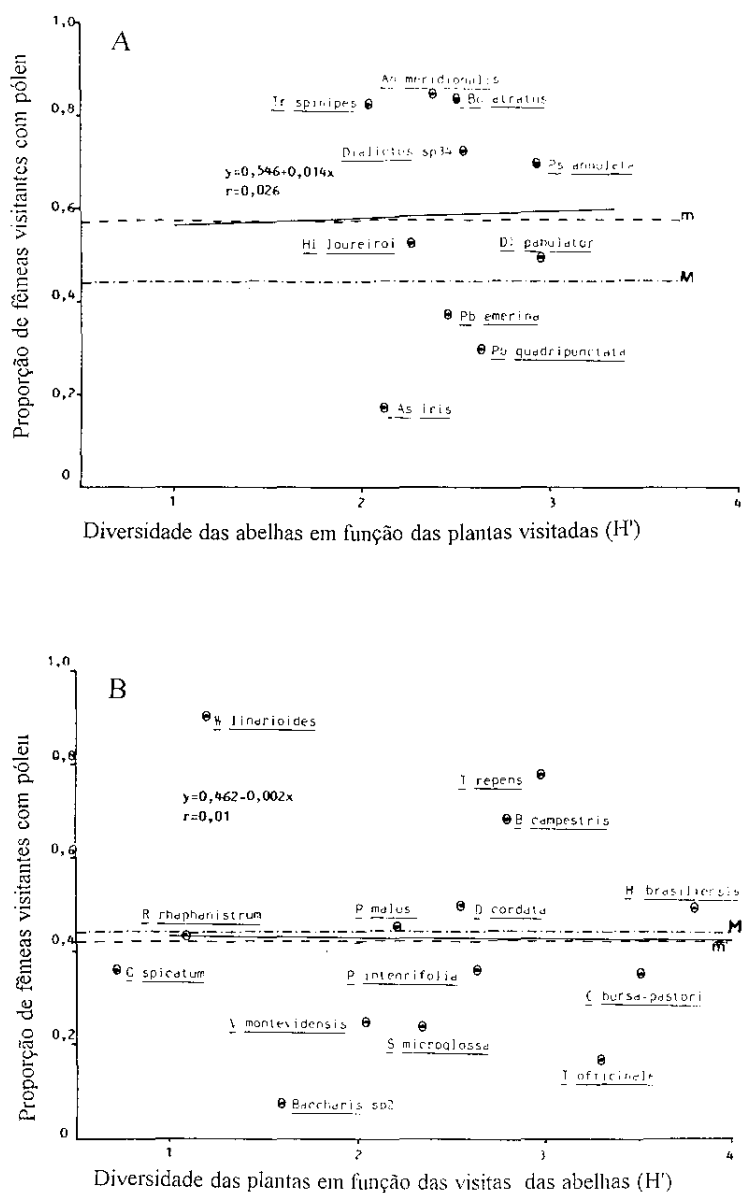 A
1,0
An meridionalis
Tr spinipes
Bo atratus
0,8
Dialictus sp34
Ps annulata
y=0,546+0,014x
r=0,026
0,6
m
Hl loureiroi
Di pabulator
M
0,4
Pb emerina
Pb quadripunctata
0,2
As iris
0
1
2
3
4
Proporção de fêmeas visitantes com pólen
Diversidade das abelhas em função das plantas visitadas (H')
B
1,0
linarioides
0,8
T repens
y=0,462-0,002x
B campestris
r=0,01
0,6
R rhaphanistrum
P malus
D cordata
H brasiliensis
M
0,4
m
spicatum
P intenrifolia
bursa-pastori
montevidensis
0,2
S microglossa
T officinale
Baccharis sp2
0
1
2
3
4
Proporção de fêmeas visitantes com pólen
Diversidade das plantas em função das visitas das abelhas (H')